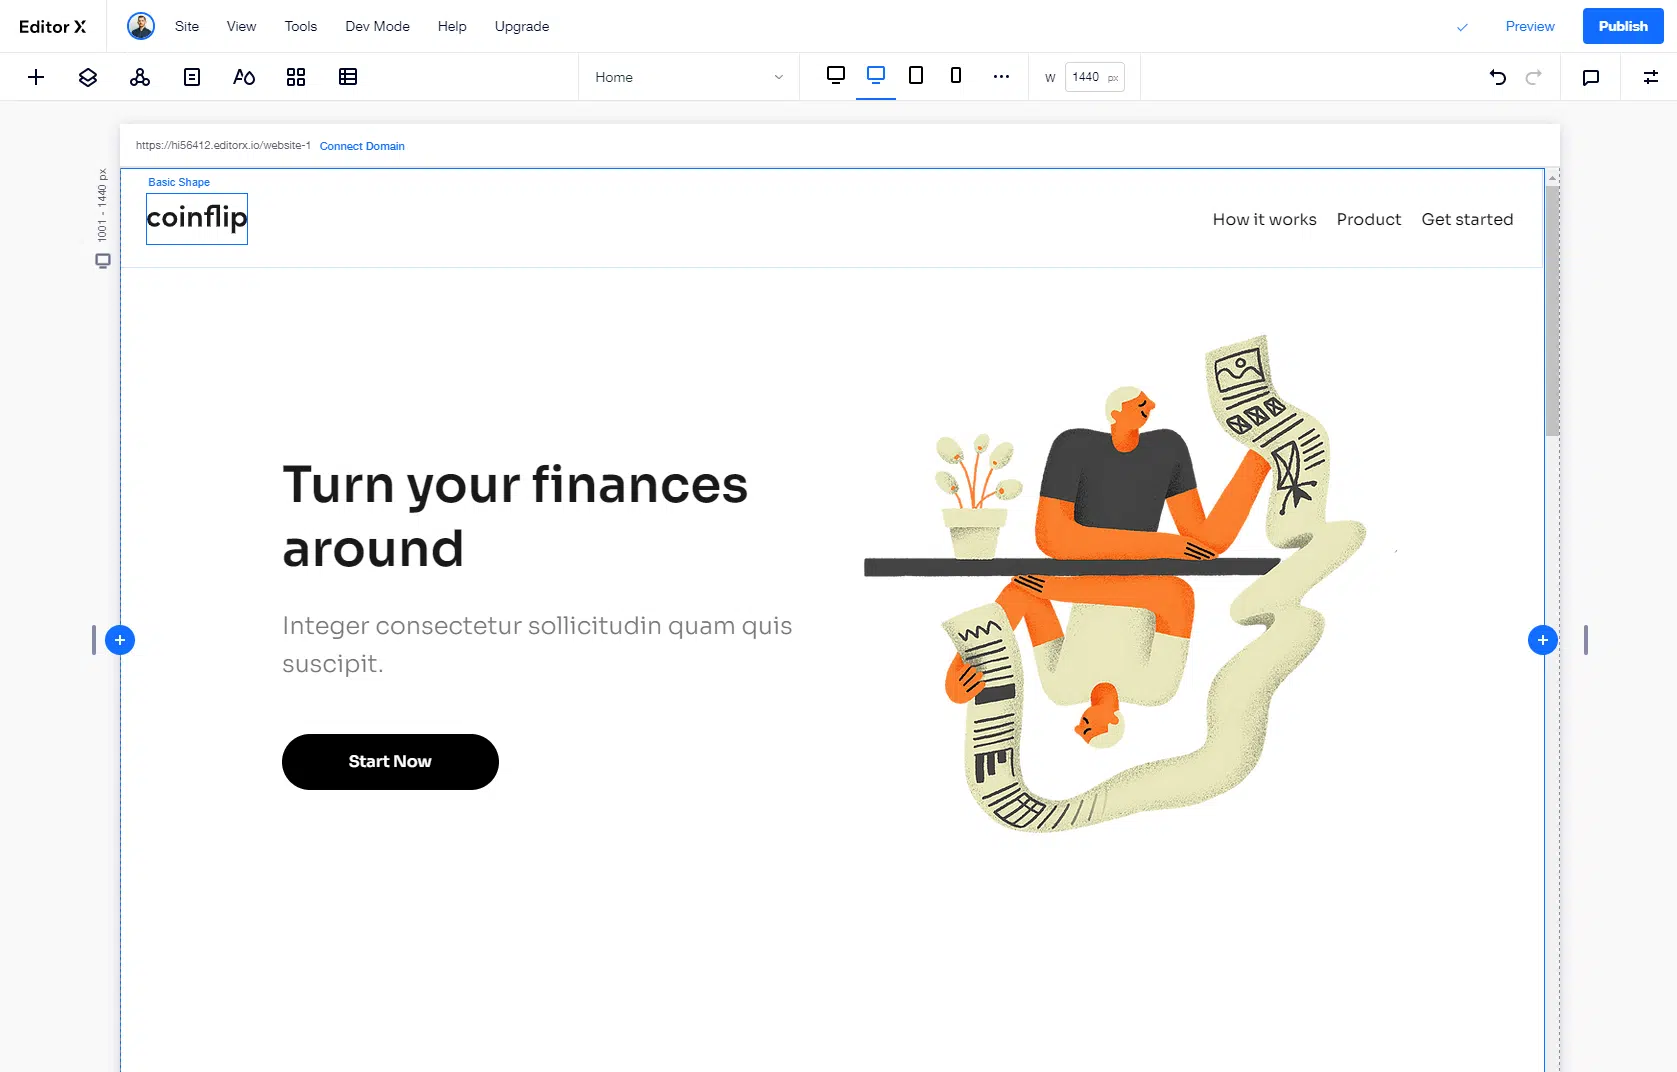 Editor X
Site View Tools Dev Mode Help Upgrade
Preview
Publish
Home
W 1440 px
https://hi56412.editorx.io/website-1 Connect Domain
1001 - 1440 px
Basic Shape
coinflip
How it works Product Get started
Turn your finances
around
Integer consectetur sollicitudin quam quis
suscipit.
Start Now